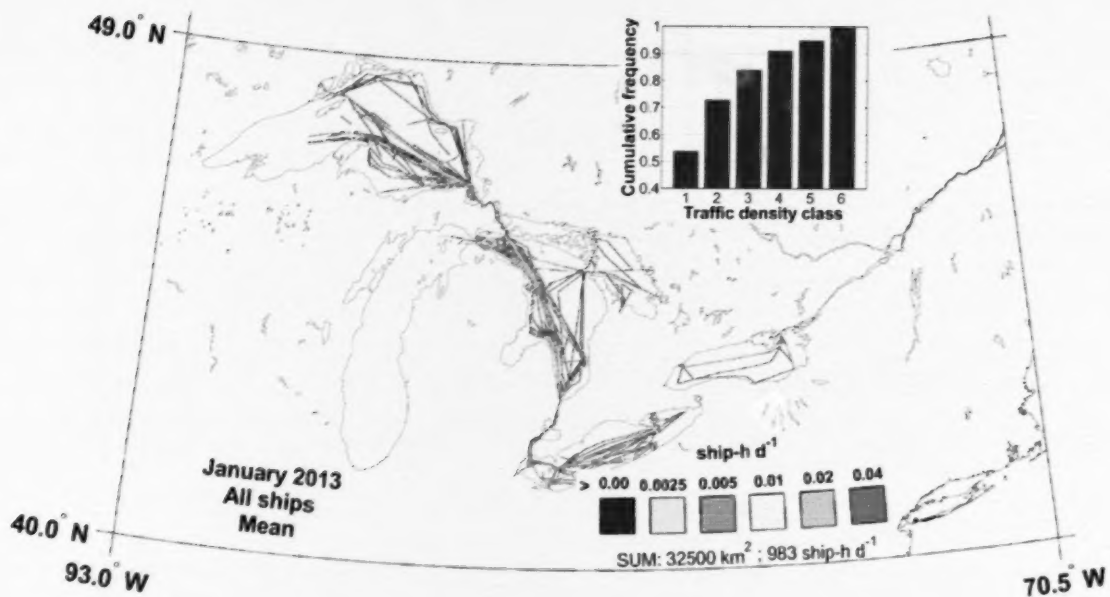 49.0° N
1
0.9
0.8
0.7
0.6
0.5
0.4
Cumulative frequency
1 2 3 4 5 6
Traffic density class
January 2013
All ships
Mean
ship-h d⁻¹
> 0.00 0.0025 0.005 0.01 0.02 0.04
SUM: 32500 km² ; 983 ship-h d⁻¹
40.0° N
93.0° W
70.5° W